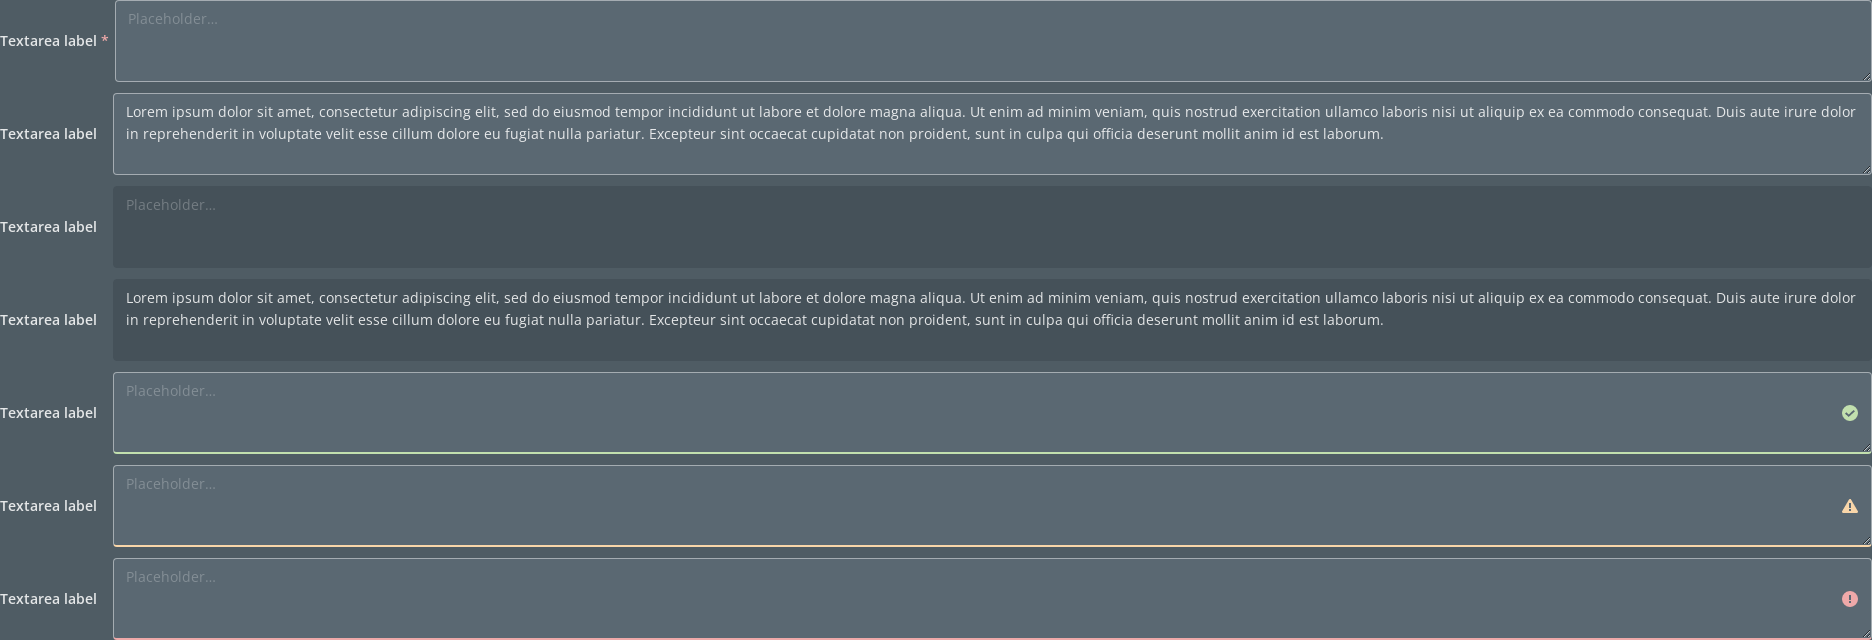 Textarea label *
Placeholder...
Textarea label
Lorem ipsum dolor sit amet, consectetur adipiscing elit, sed do eiusmod tempor incididunt ut labore et dolore magna aliqua. Ut enim ad minim veniam, quis nostrud exercitation ullamco laboris nisi ut aliquip ex ea commodo consequat. Duis aute irure dolor
in reprehenderit in voluptate velit esse cillum dolore eu fugiat nulla pariatur. Excepteur sint occaecat cupidatat non proident, sunt in culpa qui officia deserunt mollit anim id est laborum.
Textarea label
Placeholder...
Textarea label
Lorem ipsum dolor sit amet, consectetur adipiscing elit, sed do eiusmod tempor incididunt ut labore et dolore magna aliqua. Ut enim ad minim veniam, quis nostrud exercitation ullamco laboris nisi ut aliquip ex ea commodo consequat. Duis aute irure dolor
in reprehenderit in voluptate velit esse cillum dolore eu fugiat nulla pariatur. Excepteur sint occaecat cupidatat non proident, sunt in culpa qui officia deserunt mollit anim id est laborum.
Textarea label
Placeholder...
Textarea label
Placeholder...
Textarea label
Placeholder...